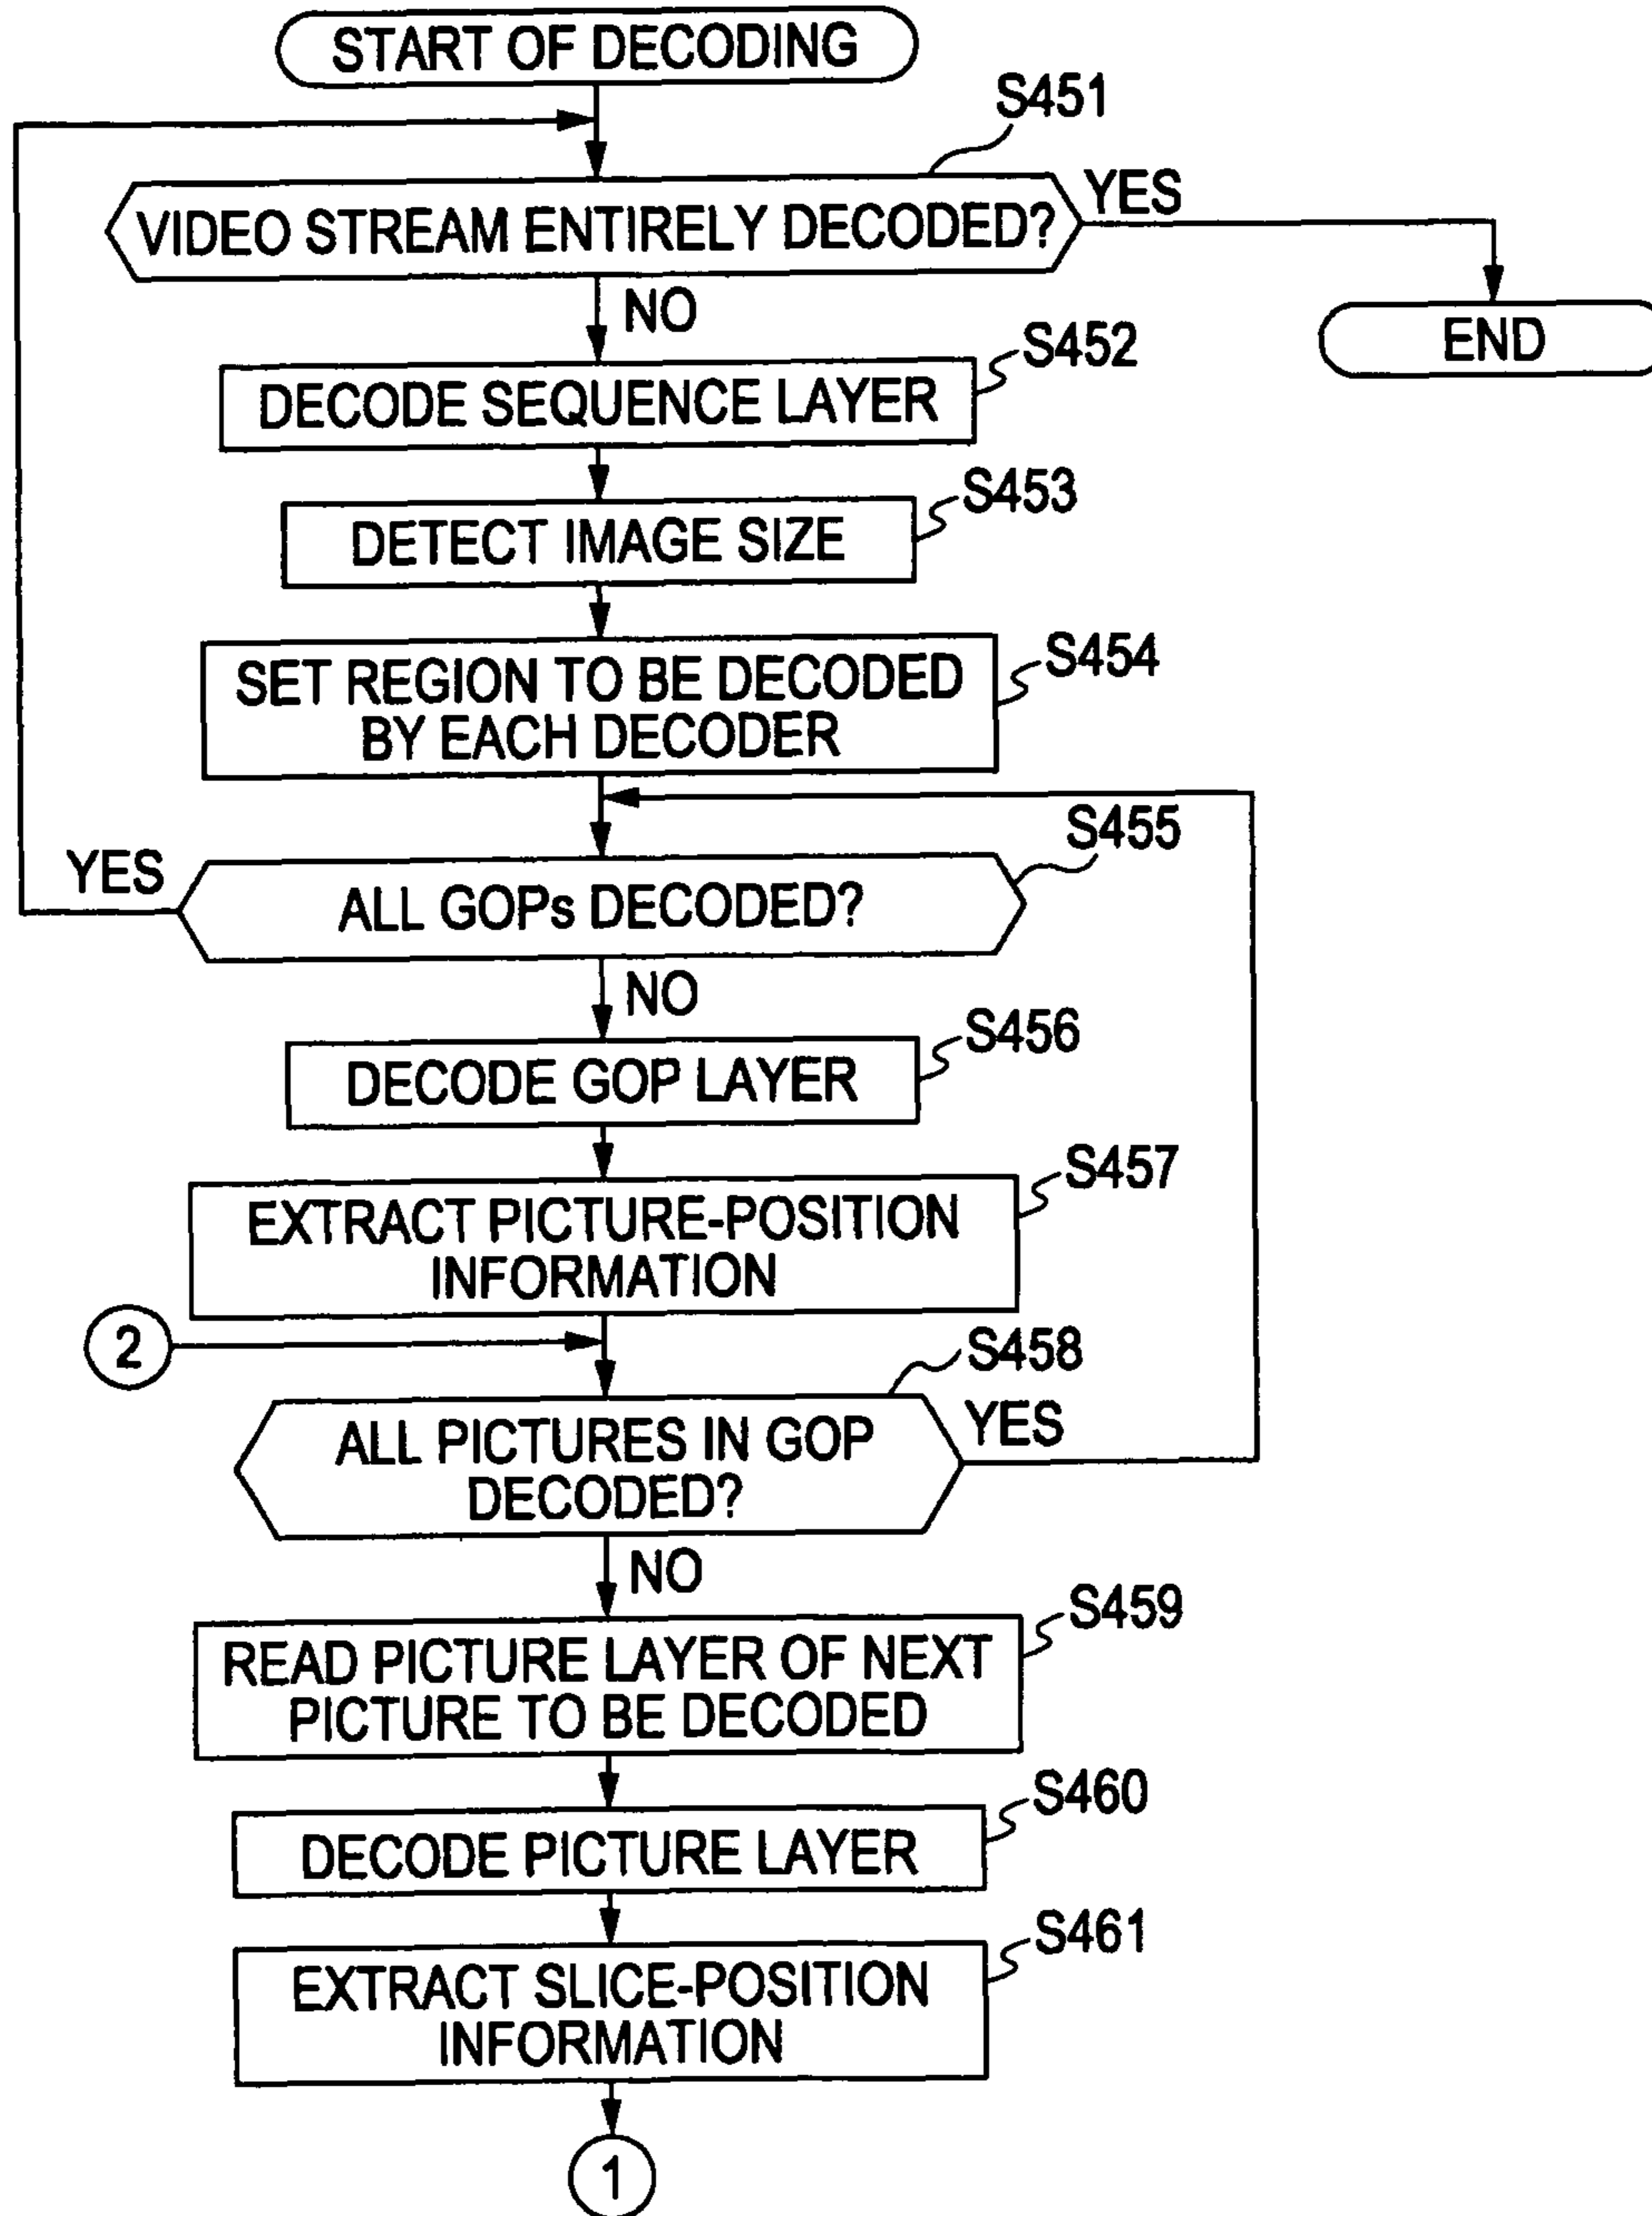 START OF DECODING
S451
VIDEO STREAM ENTIRELY DECODED?
YES
NO
END
S452
DECODE SEQUENCE LAYER
S453
DETECT IMAGE SIZE
S454
SET REGION TO BE DECODED
BY EACH DECODER
S455
YES
ALL GOPs DECODED?
NO
S456
DECODE GOP LAYER
S457
EXTRACT PICTURE-POSITION
INFORMATION
2
S458
ALL PICTURES IN GOP
DECODED?
YES
NO
S459
READ PICTURE LAYER OF NEXT
PICTURE TO BE DECODED
S460
DECODE PICTURE LAYER
S461
EXTRACT SLICE-POSITION
INFORMATION
1